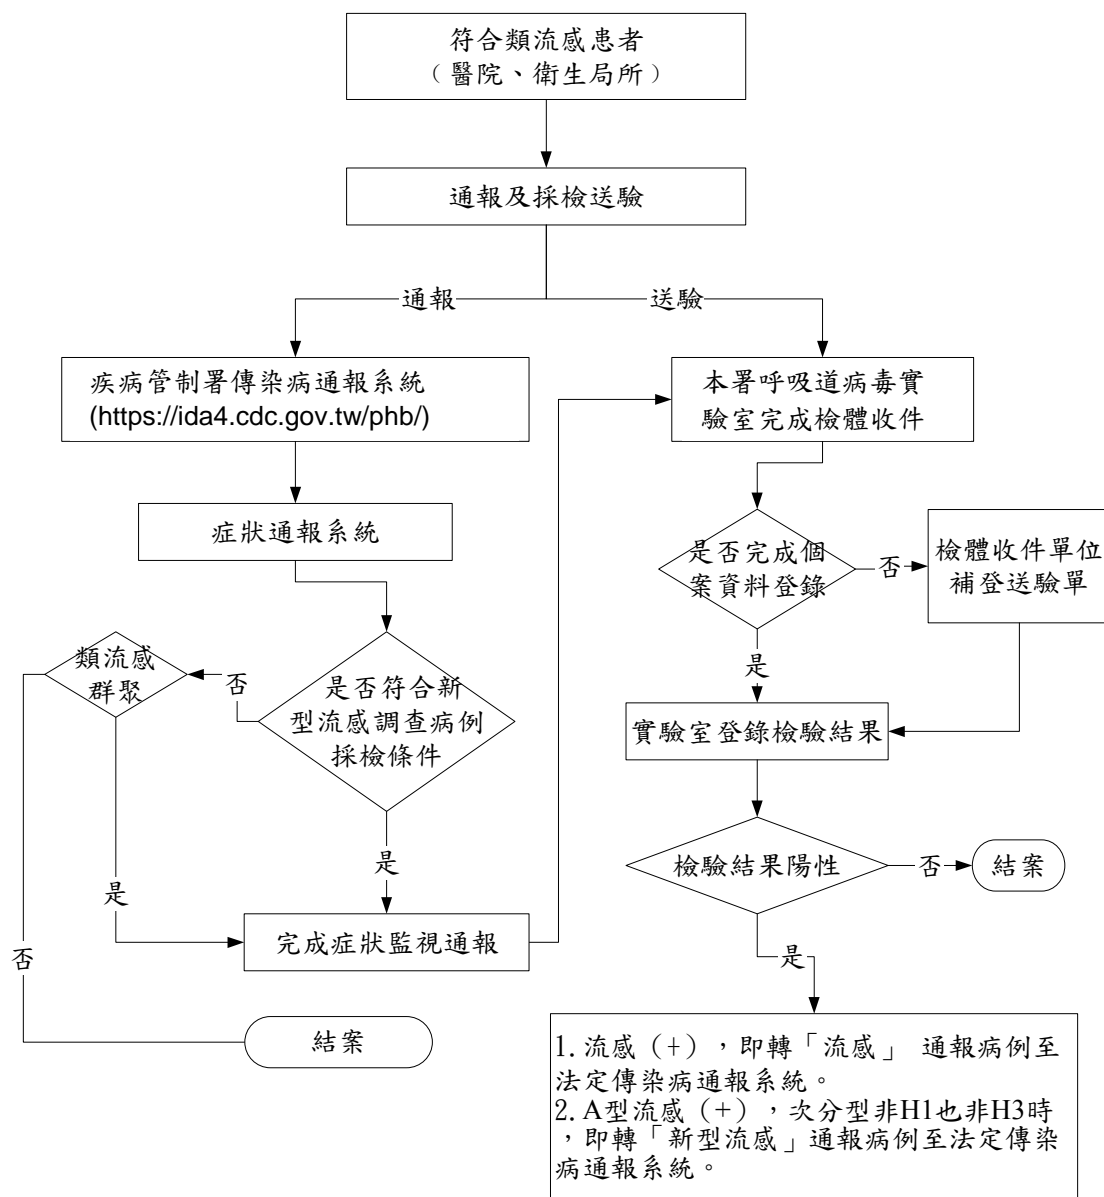 符合類流感患者
（醫院、衛生局所）
通報及採檢送驗
通報
送驗
疾病管制署傳染病通報系統
(https://ida4.cdc.gov.tw/phb/)
本署呼吸道病毒實
驗室完成檢體收件
症狀通報系統
是否完成個
案資料登錄
否
檢體收件單位
補登送驗單
類流感
群聚
否
是否符合新
型流感調查病例
採檢條件
是
實驗室登錄檢驗結果
是
是
檢驗結果陽性
否
結案
完成症狀監視通報
否
是
結案
1. 流感（+），即轉「流感」 通報病例至
法定傳染病通報系統。
2. A型流感（+），次分型非H1也非H3時
，即轉「新型流感」通報病例至法定傳染
病通報系統。